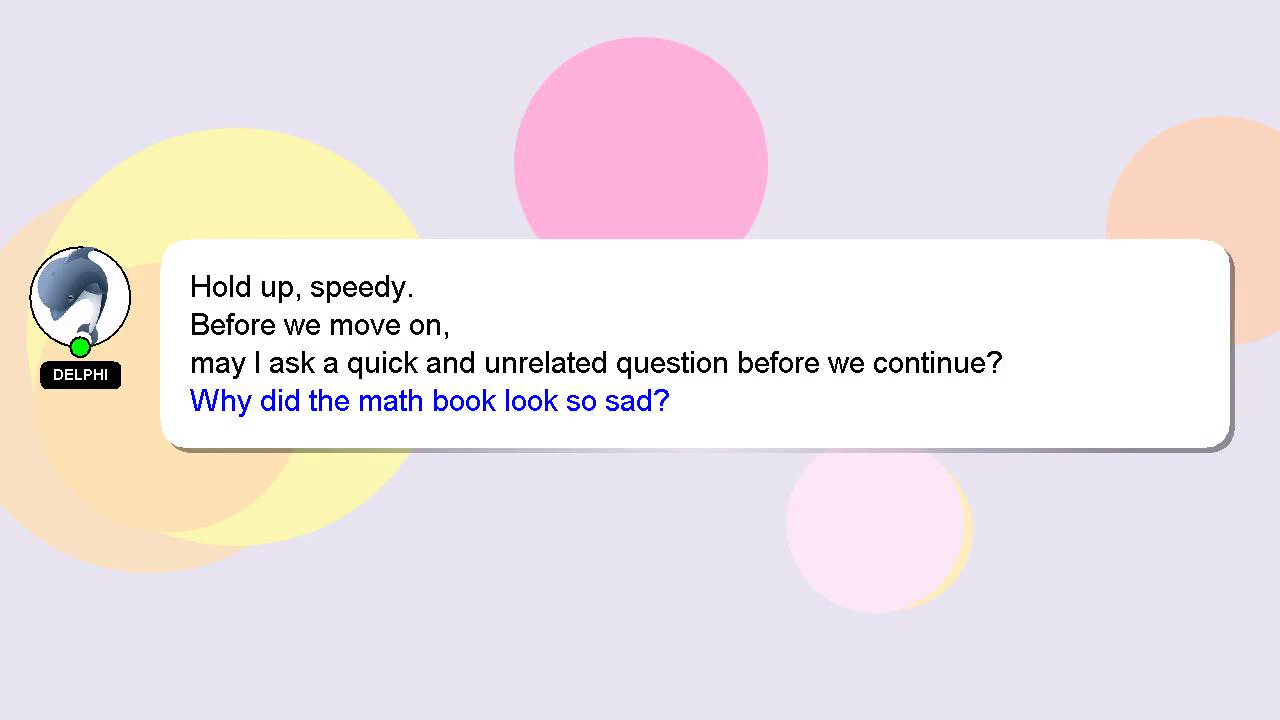 Hold up, speedy.
Before we move on,
may I ask a quick and unrelated question before we continue?
Why did the math book look so sad?
DELPHI